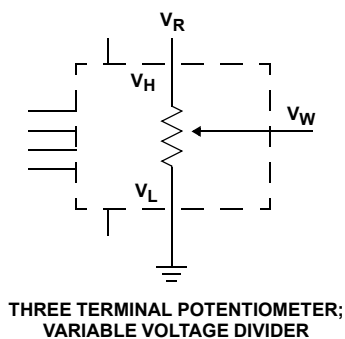 VR
VH
VW
VL
THREE TERMINAL POTENTIOMETER;
VARIABLE VOLTAGE DIVIDER